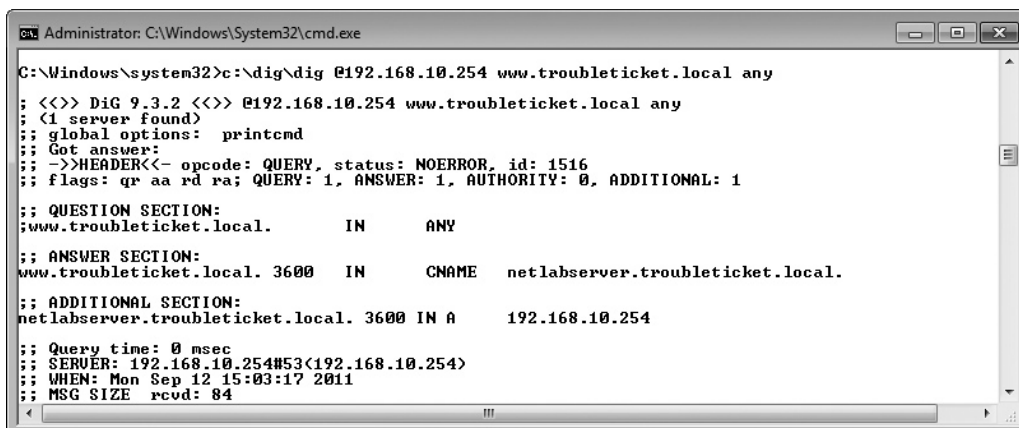 Administrator: C:\Windows\System32\cmd.exe
C:\Windows\system32>c:\dig\dig @192.168.10.254 www.troubleticket.local any
; <<>> DiG 9.3.2 <<>> @192.168.10.254 www.troubleticket.local any
; (1 server found)
;; global options:  printcmd
;; Got answer:
;; ->>HEADER<<- opcode: QUERY, status: NOERROR, id: 1516
;; flags: qr aa rd ra; QUERY: 1, ANSWER: 1, AUTHORITY: 0, ADDITIONAL: 1
;; QUESTION SECTION:
;www.troubleticket.local.       IN      ANY
;; ANSWER SECTION:
www.troubleticket.local. 3600   IN      CNAME   netlabserver.troubleticket.local.
;; ADDITIONAL SECTION:
netlabserver.troubleticket.local. 3600 IN A     192.168.10.254
;; Query time: 0 msec
;; SERVER: 192.168.10.254#53(192.168.10.254)
;; WHEN: Mon Sep 12 15:03:17 2011
;; MSG SIZE  rcvd: 84